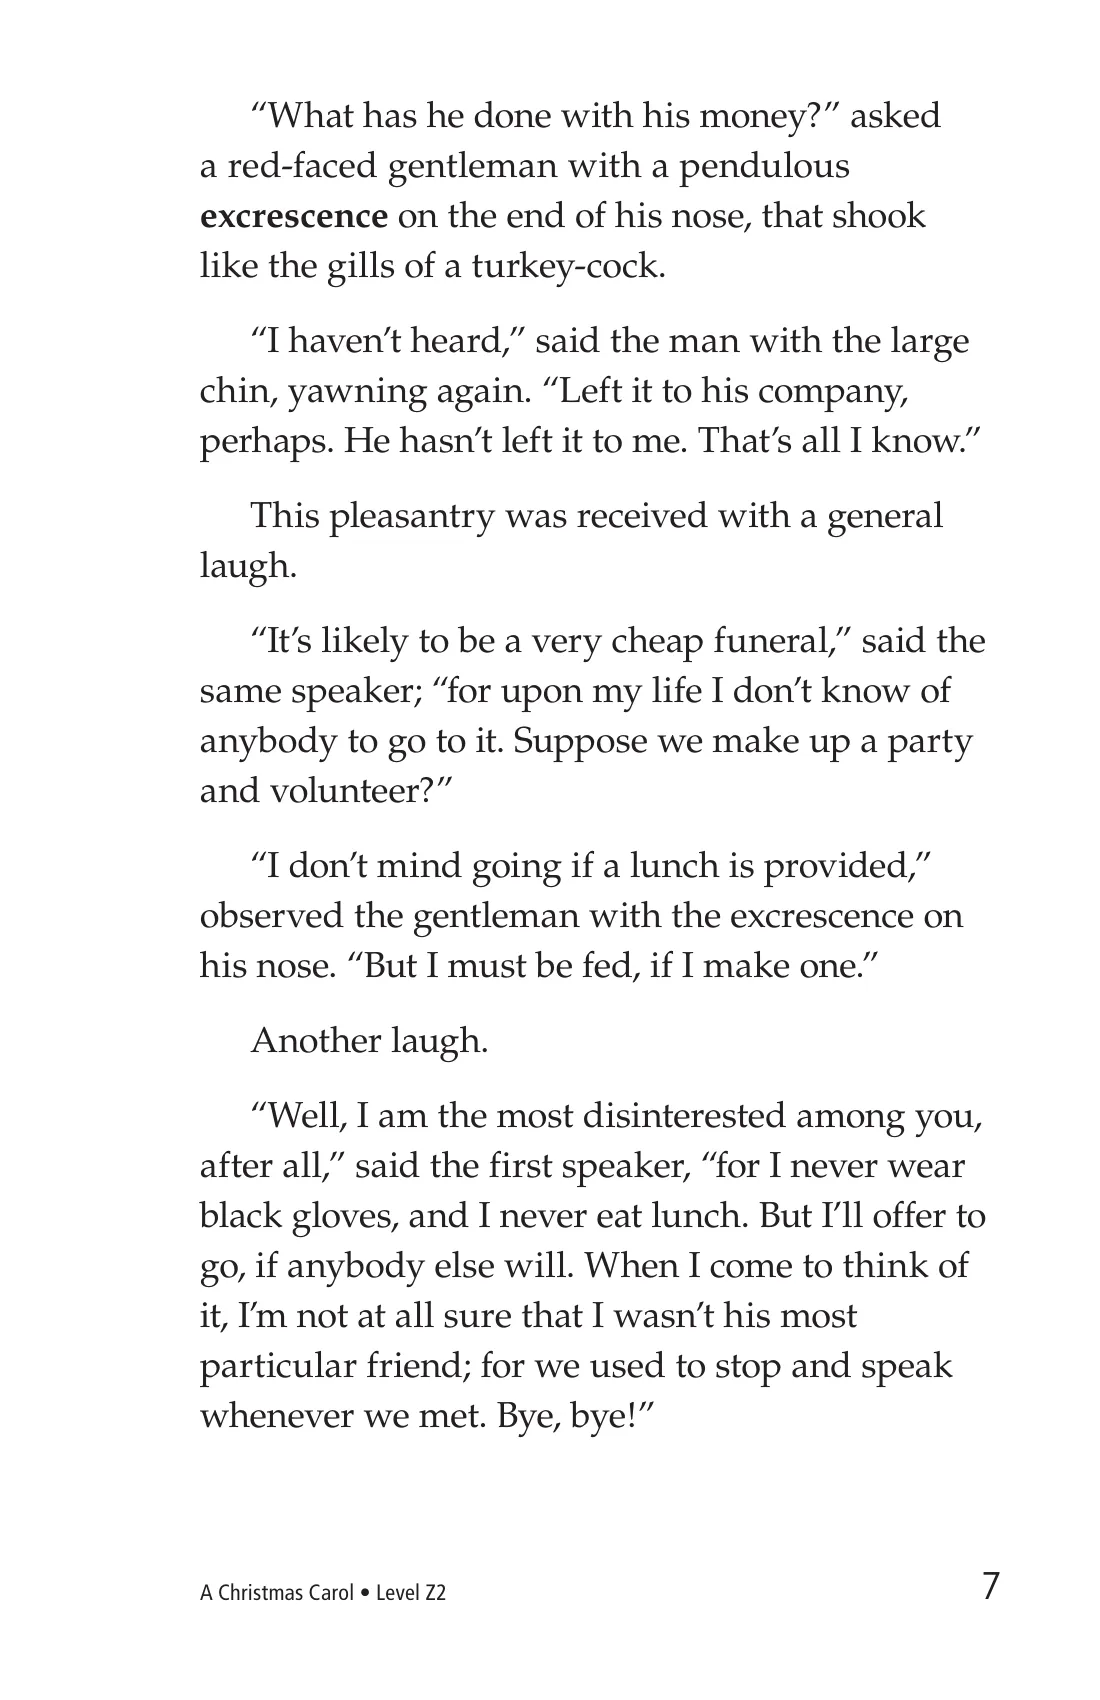 “What has he done with his money?” asked
a red-faced gentleman with a pendulous
excrescence on the end of his nose, that shook
like the gills of a turkey-cock.
“I haven’t heard,” said the man with the large
chin, yawning again. “Left it to his company,
perhaps. He hasn’t left it to me. That’s all I know.”
This pleasantry was received with a general
laugh.
“It’s likely to be a very cheap funeral,” said the
same speaker; “for upon my life I don’t know of
anybody to go to it. Suppose we make up a party
and volunteer?”
“I don’t mind going if a lunch is provided,”
observed the gentleman with the excrescence on
his nose. “But I must be fed, if I make one.”
Another laugh.
“Well, I am the most disinterested among you,
after all,” said the first speaker, “for I never wear
black gloves, and I never eat lunch. But I’ll offer to
go, if anybody else will. When I come to think of
it, I’m not at all sure that I wasn’t his most
particular friend; for we used to stop and speak
whenever we met. Bye, bye!”
A Christmas Carol • Level Z2
7